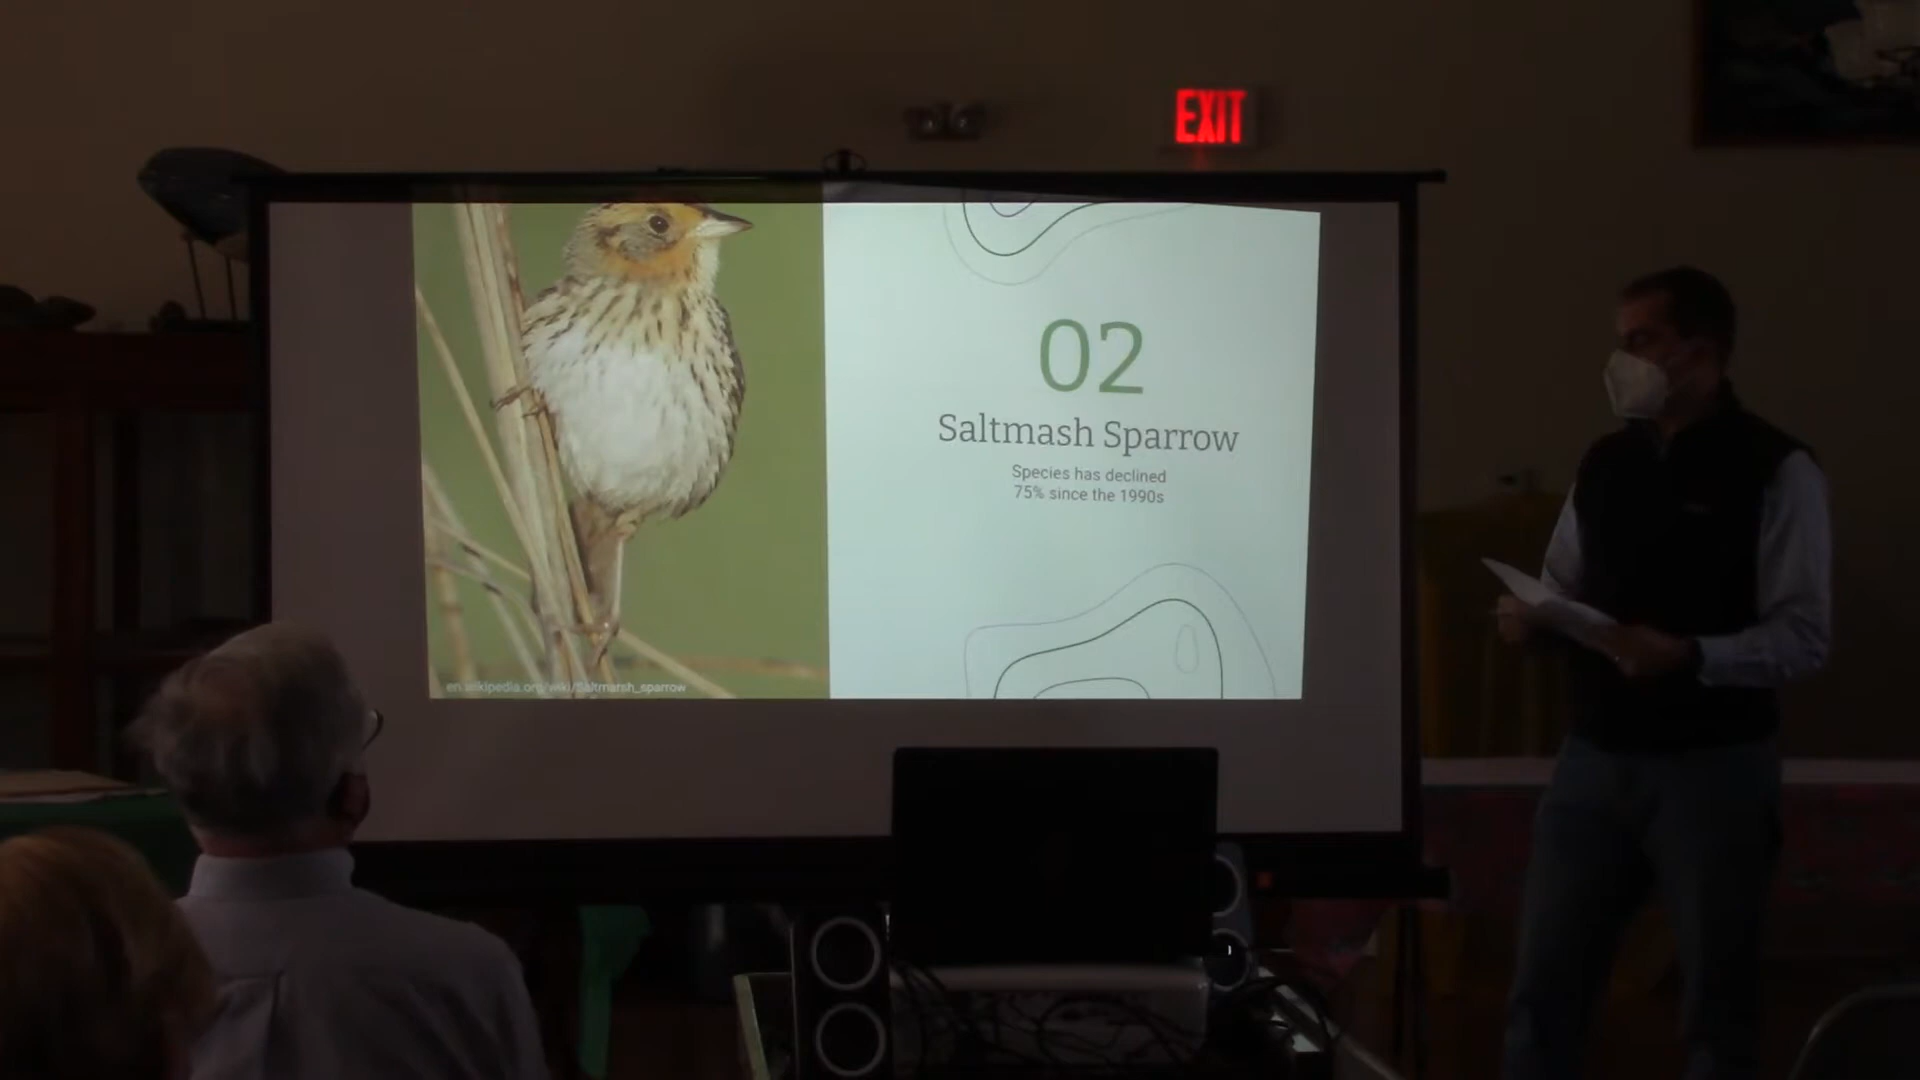 EXIT
02
Saltmash Sparrow
Species has declined
75% since the 1990s
en.wikipedia.org/wiki/Saltmarsh_sparrow